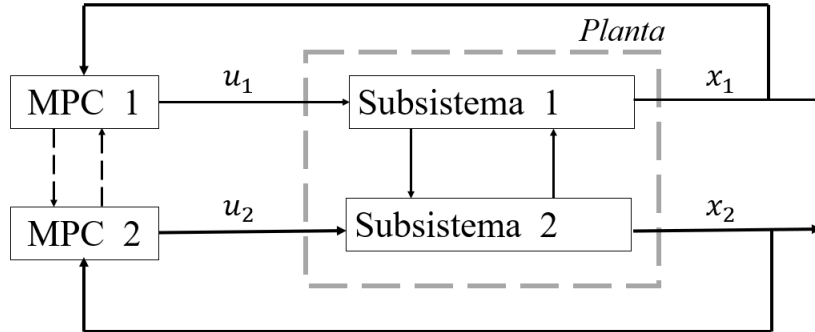 Planta
MPC 1
u₁
Subsistema 1
x₁
MPC 2
u₂
Subsistema 2
x₂